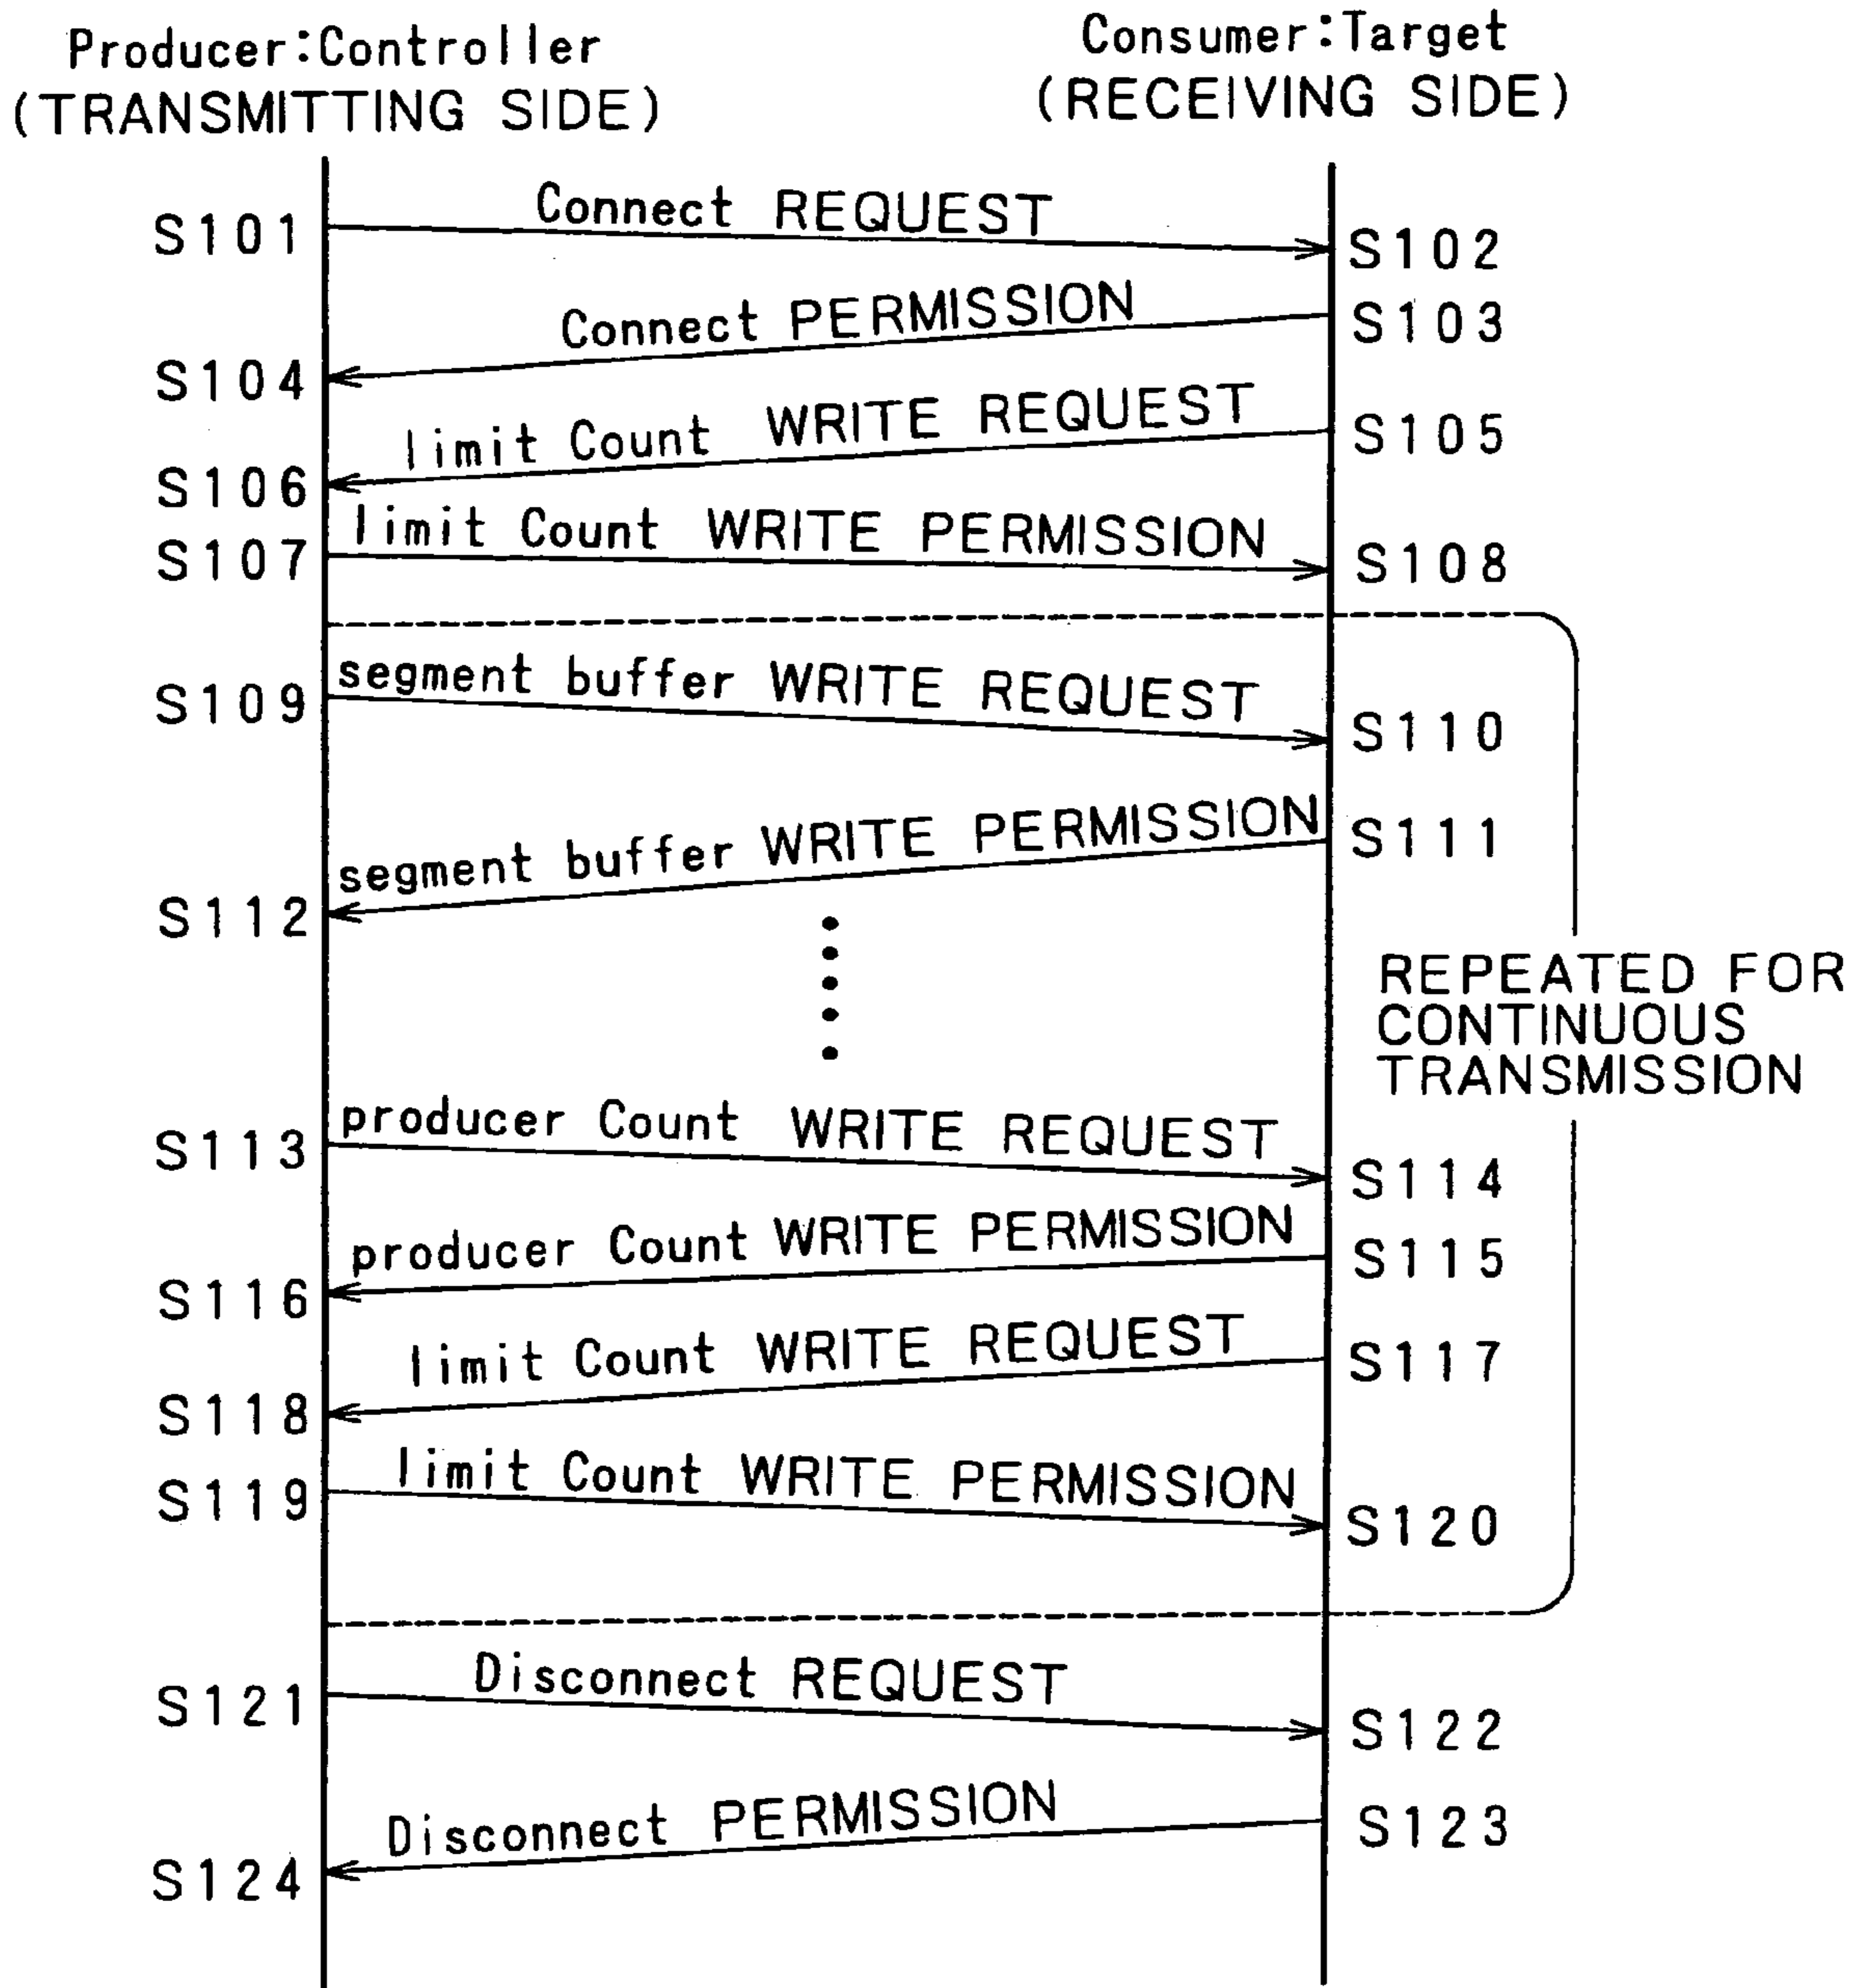 Producer:Controller
(TRANSMITTING SIDE)
Consumer:Target
(RECEIVING SIDE)
S101
Connect REQUEST
S102
Connect PERMISSION
S103
S104
limit Count WRITE REQUEST
S105
S106
limit Count WRITE PERMISSION
S107
S108
segment buffer WRITE REQUEST
S109
S110
segment buffer WRITE PERMISSION
S111
S112
REPEATED FOR
CONTINUOUS
TRANSMISSION
producer Count WRITE REQUEST
S113
S114
producer Count WRITE PERMISSION
S115
S116
limit Count WRITE REQUEST
S117
S118
limit Count WRITE PERMISSION
S119
S120
Disconnect REQUEST
S121
S122
Disconnect PERMISSION
S123
S124